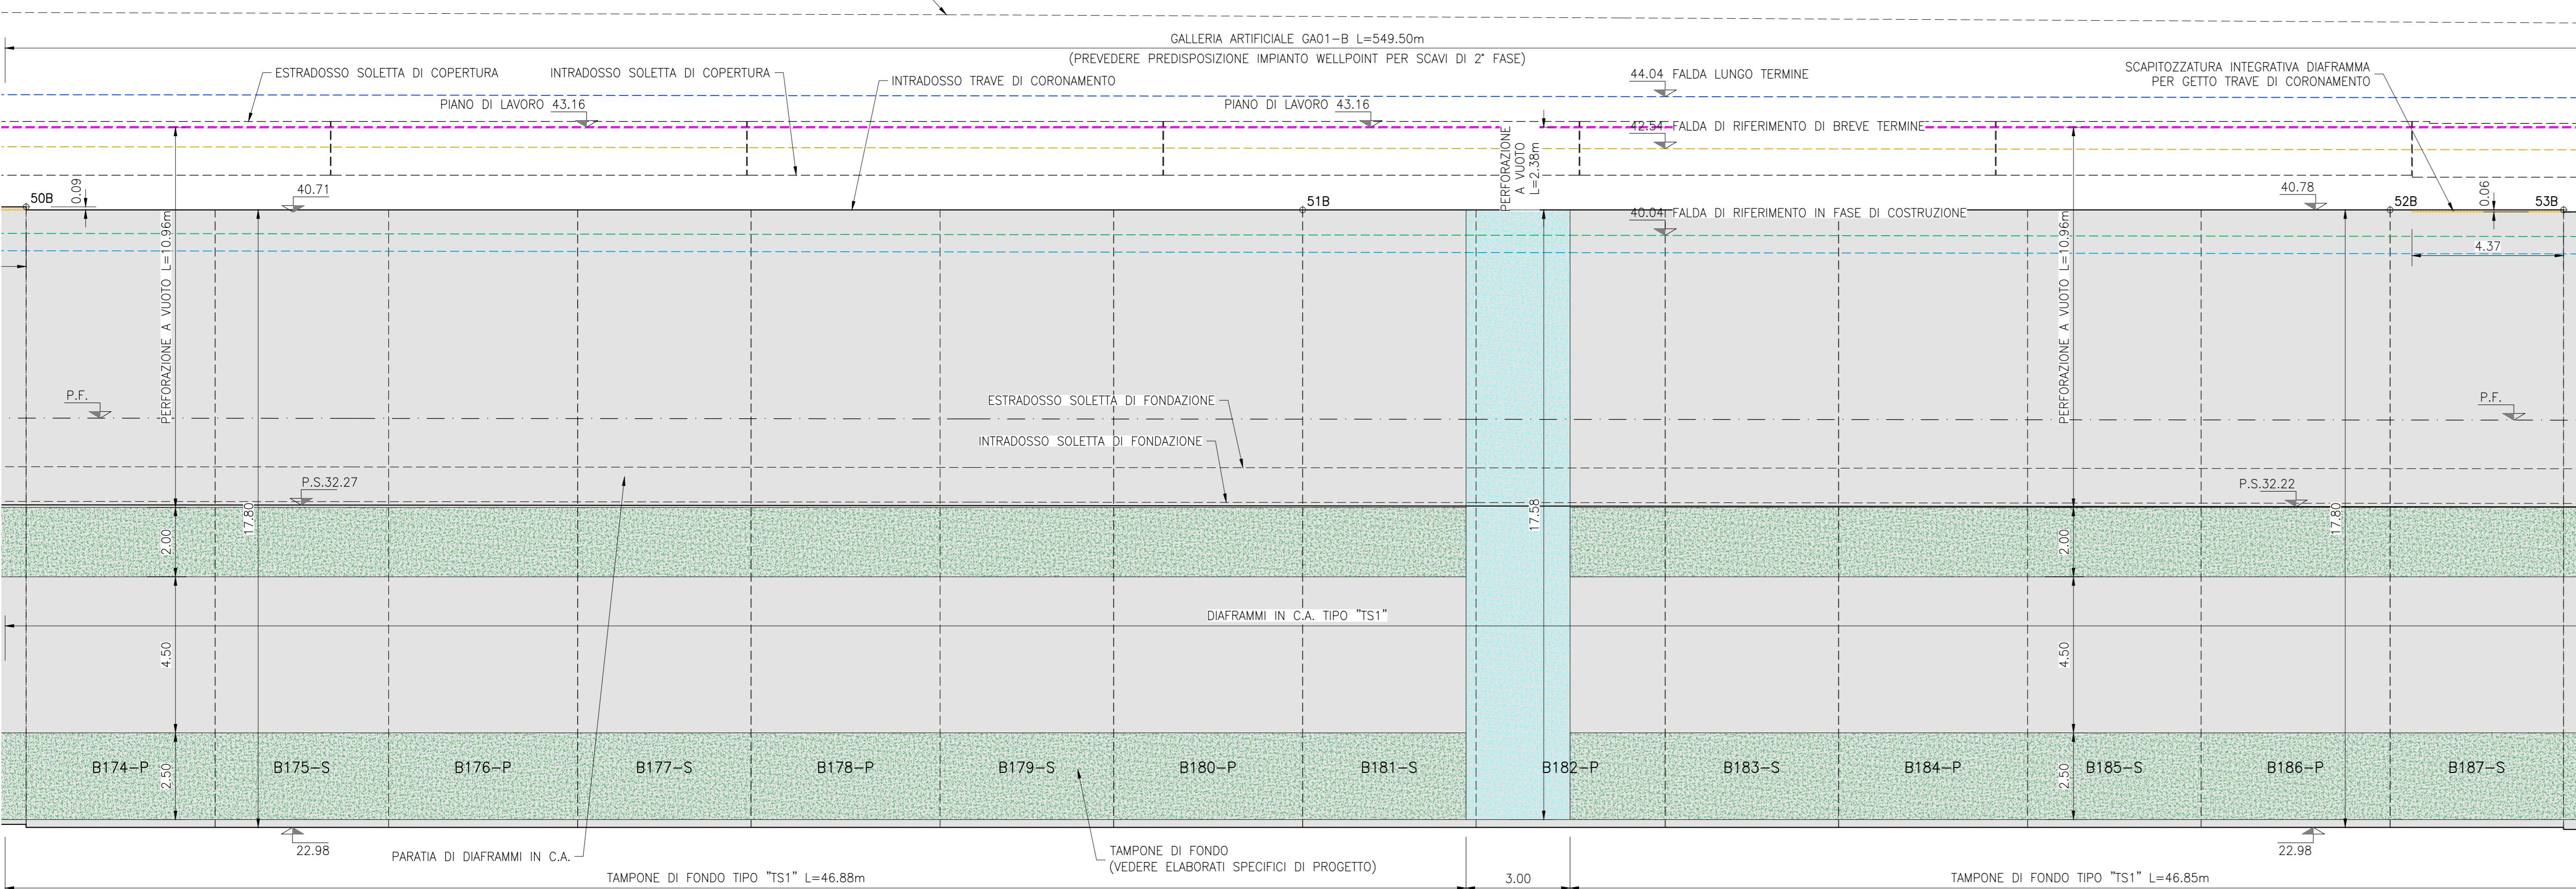 GALLERIA ARTIFICIALE GA01-B L=549.50m
(PREVEDERE PREDISPOSIZIONE IMPIANTO WELLPOINT PER SCAVI DI 2° FASE)
ESTRADOSSO SOLETTA DI COPERTURA
INTRADOSSO SOLETTA DI COPERTURA
INTRADOSSO TRAVE DI CORONAMENTO
44.04 FALDA LUNGO TERMINE
SCAPITOZZATURA INTEGRATIVA DIAFRAMMA
PER GETTO TRAVE DI CORONAMENTO
PIANO DI LAVORO 43.16
PIANO DI LAVORO 43.16
42.54 FALDA DI RIFERIMENTO DI BREVE TERMINE
PERFORAZIONE
A VUOTO
L=2.38m
50B
0.09
40.71
51B
40.04 FALDA DI RIFERIMENTO IN FASE DI COSTRUZIONE
40.78
52B
0.06
53B
4.37
PERFORAZIONE A VUOTO L=10.96m
PERFORAZIONE A VUOTO L=10.96m
P.F.
P.F.
ESTRADOSSO SOLETTA DI FONDAZIONE
INTRADOSSO SOLETTA DI FONDAZIONE
P.S.32.27
P.S.32.22
17.80
17.58
17.80
2.00
2.00
DIAFRAMMI IN C.A. TIPO "TS1"
4.50
4.50
B174-P
2.50
B175-S
B176-P
B177-S
B178-P
B179-S
B180-P
B181-S
B182-P
B183-S
B184-P
2.50
B185-S
B186-P
B187-S
22.98
22.98
PARATIA DI DIAFRAMMI IN C.A.
TAMPONE DI FONDO
(VEDERE ELABORATI SPECIFICI DI PROGETTO)
TAMPONE DI FONDO TIPO "TS1" L=46.88m
3.00
TAMPONE DI FONDO TIPO "TS1" L=46.85m